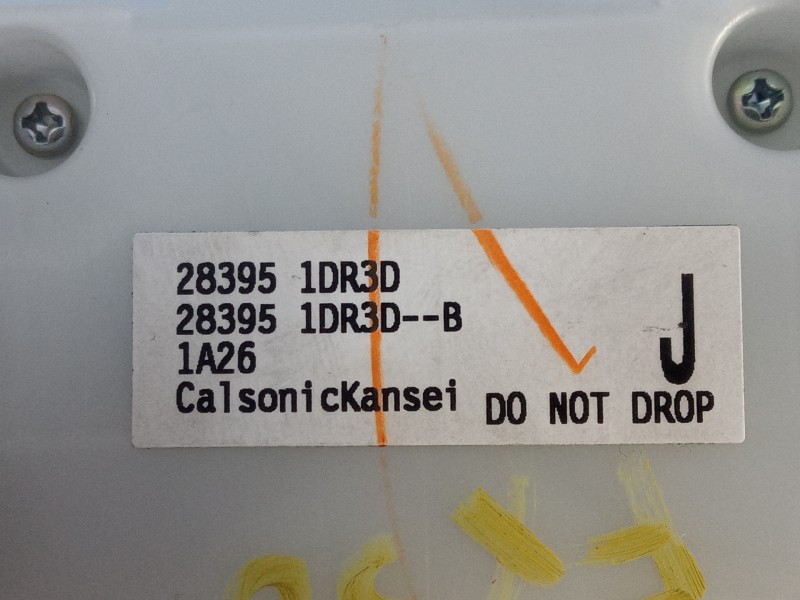 28395 1DR3D
28395 1DR3D--B
1A26
CalsonicKansei
J
DO NOT DROP